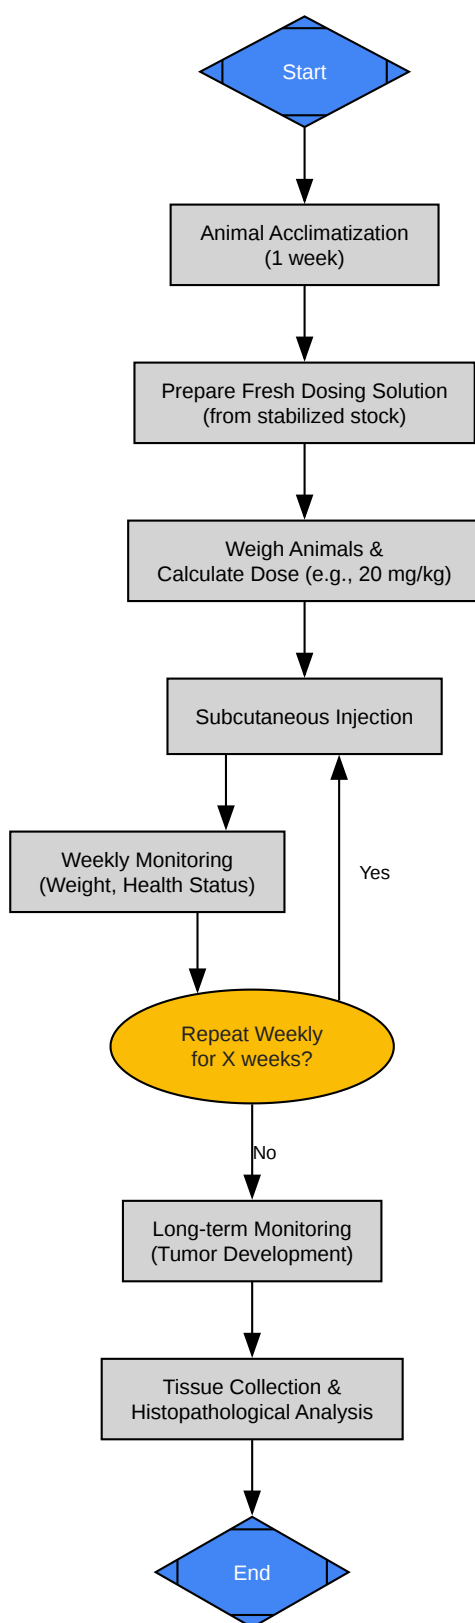 Start
Animal Acclimatization
(1 week)
Prepare Fresh Dosing Solution
(from stabilized stock)
Weigh Animals &
Calculate Dose (e.g., 20 mg/kg)
Subcutaneous Injection
Weekly Monitoring
(Weight, Health Status)
Yes
Repeat Weekly
for X weeks?
No
Long-term Monitoring
(Tumor Development)
Tissue Collection &
Histopathological Analysis
End